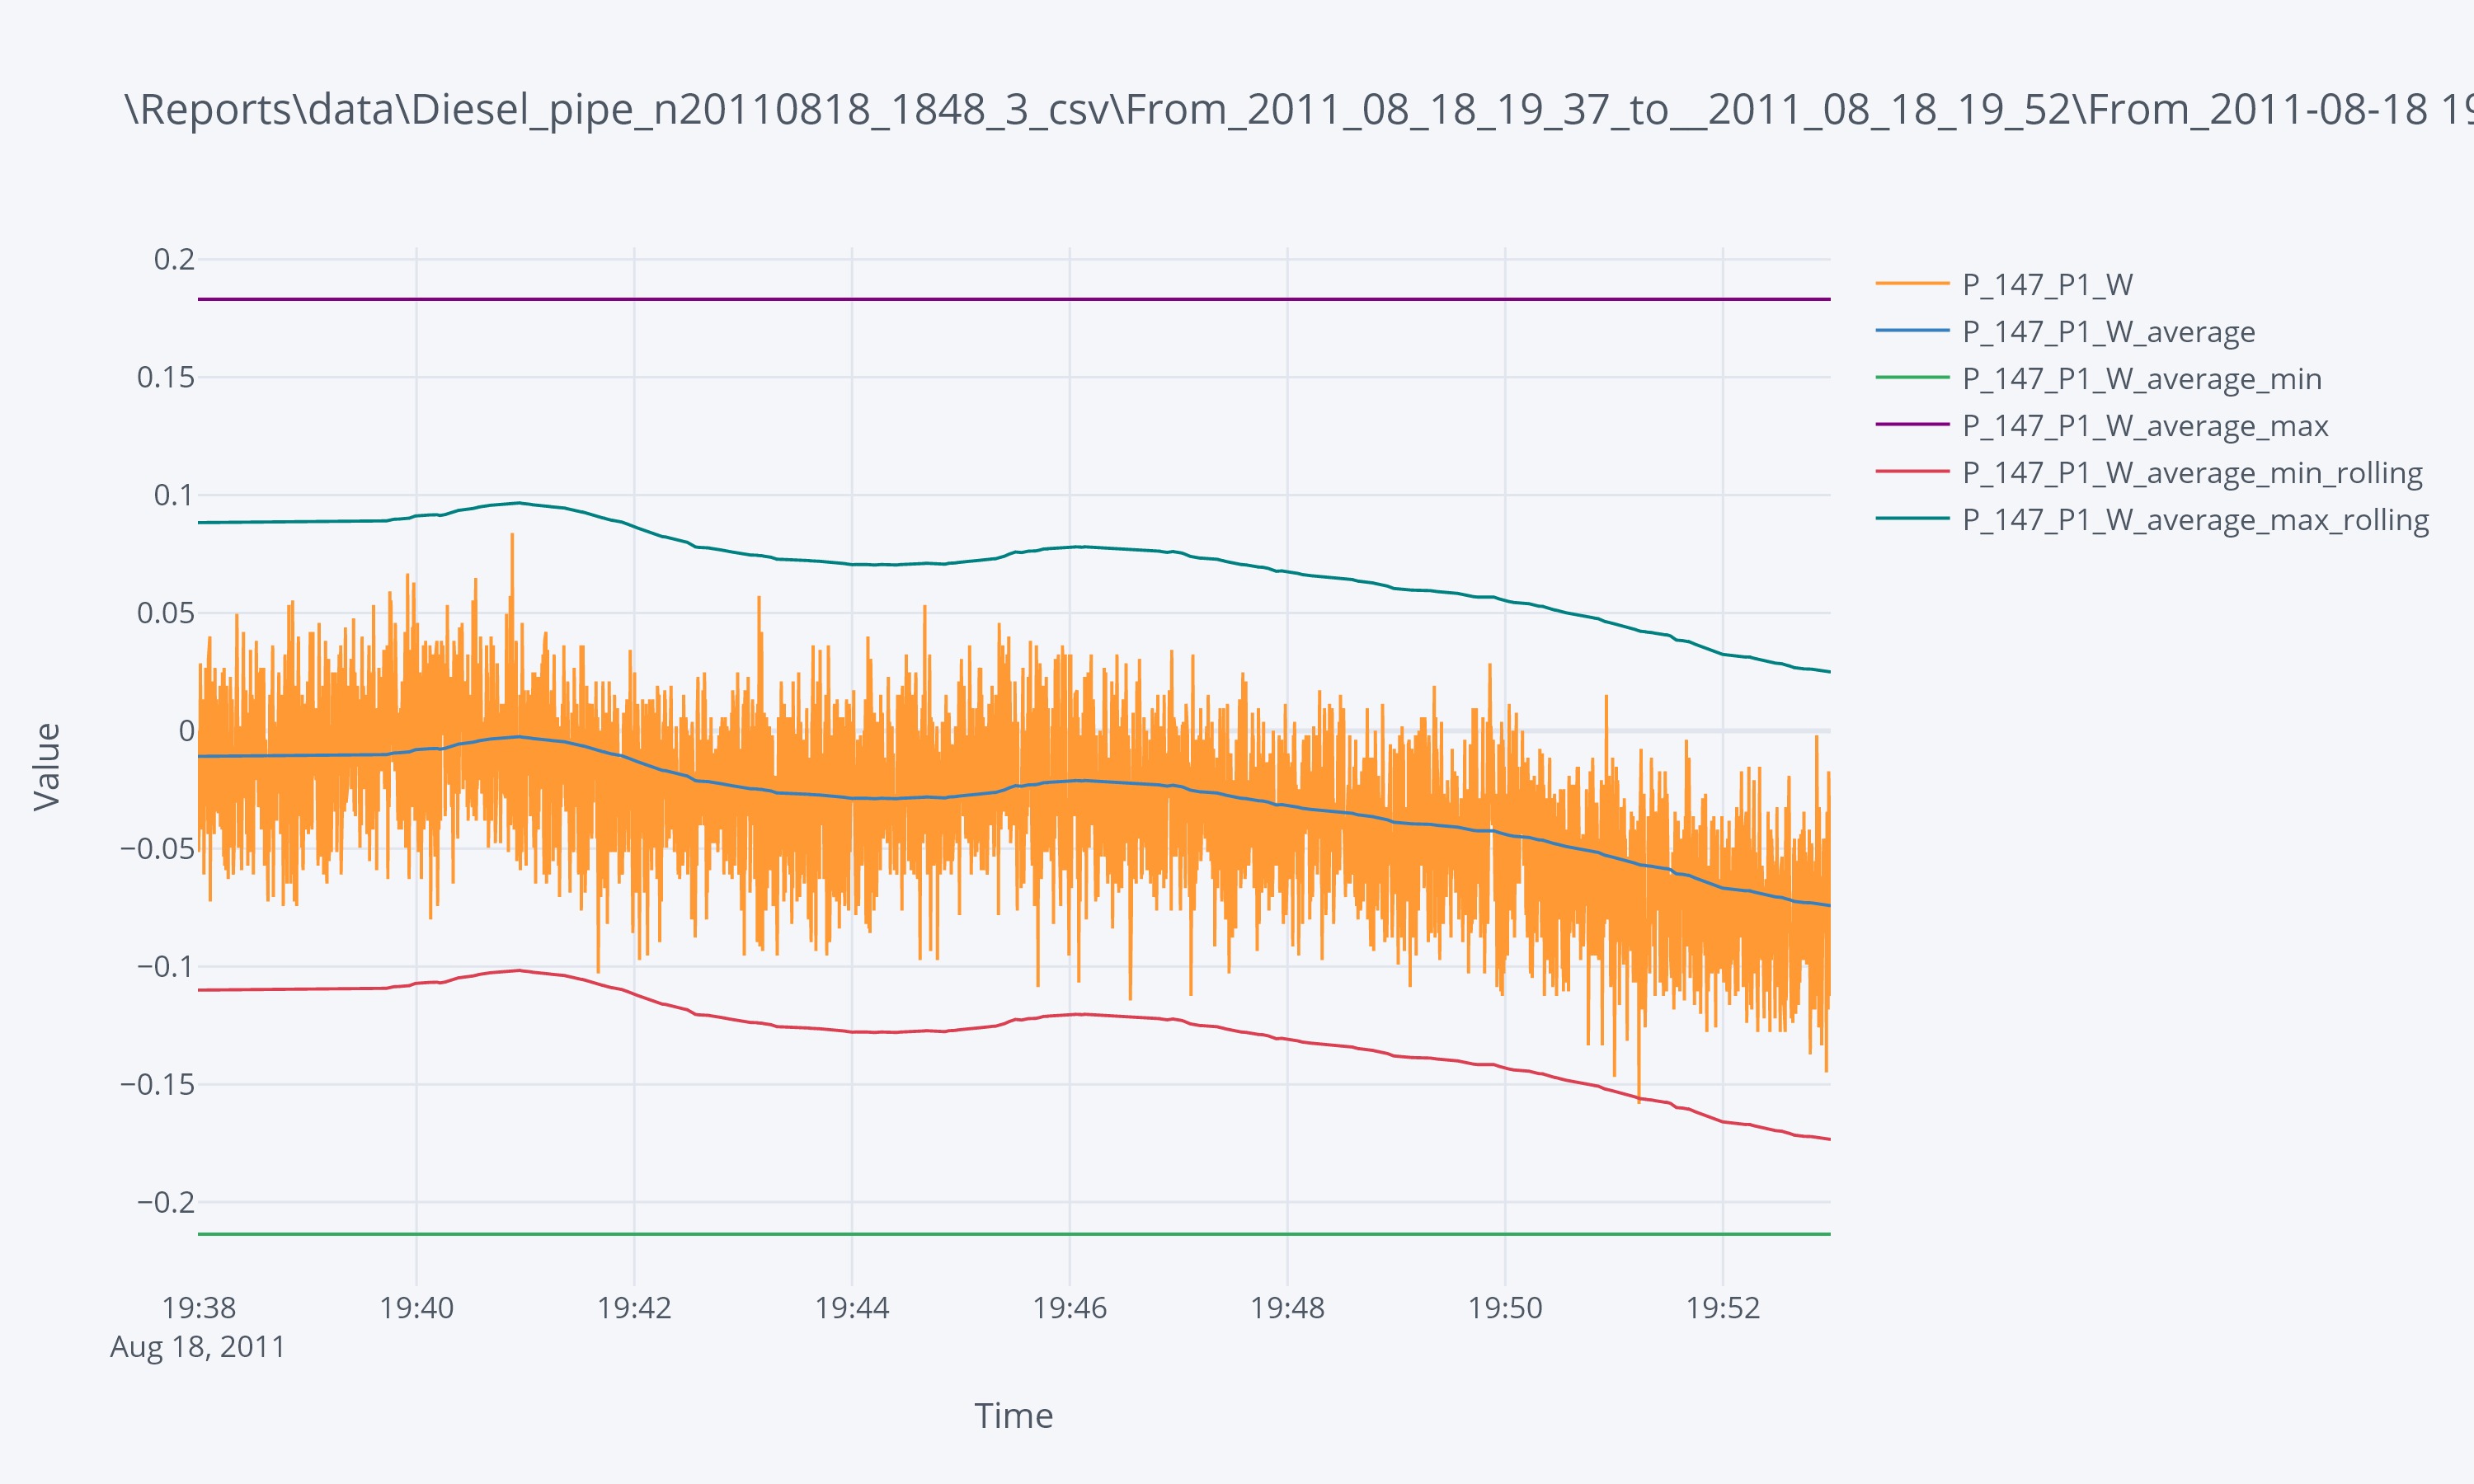 \Reports\data\Diesel_pipe_n20110818_1848_3_csv\From_2011_08_18_19_37_to__2011_08_18_19_52\From_2011-08-18 19
0.2
0.15
0.1
0.05
0
−0.05
−0.1
−0.15
−0.2
Value
19:38
Aug 18, 2011
19:40
19:42
19:44
19:46
19:48
19:50
19:52
Time
P_147_P1_W
P_147_P1_W_average
P_147_P1_W_average_min
P_147_P1_W_average_max
P_147_P1_W_average_min_rolling
P_147_P1_W_average_max_rolling